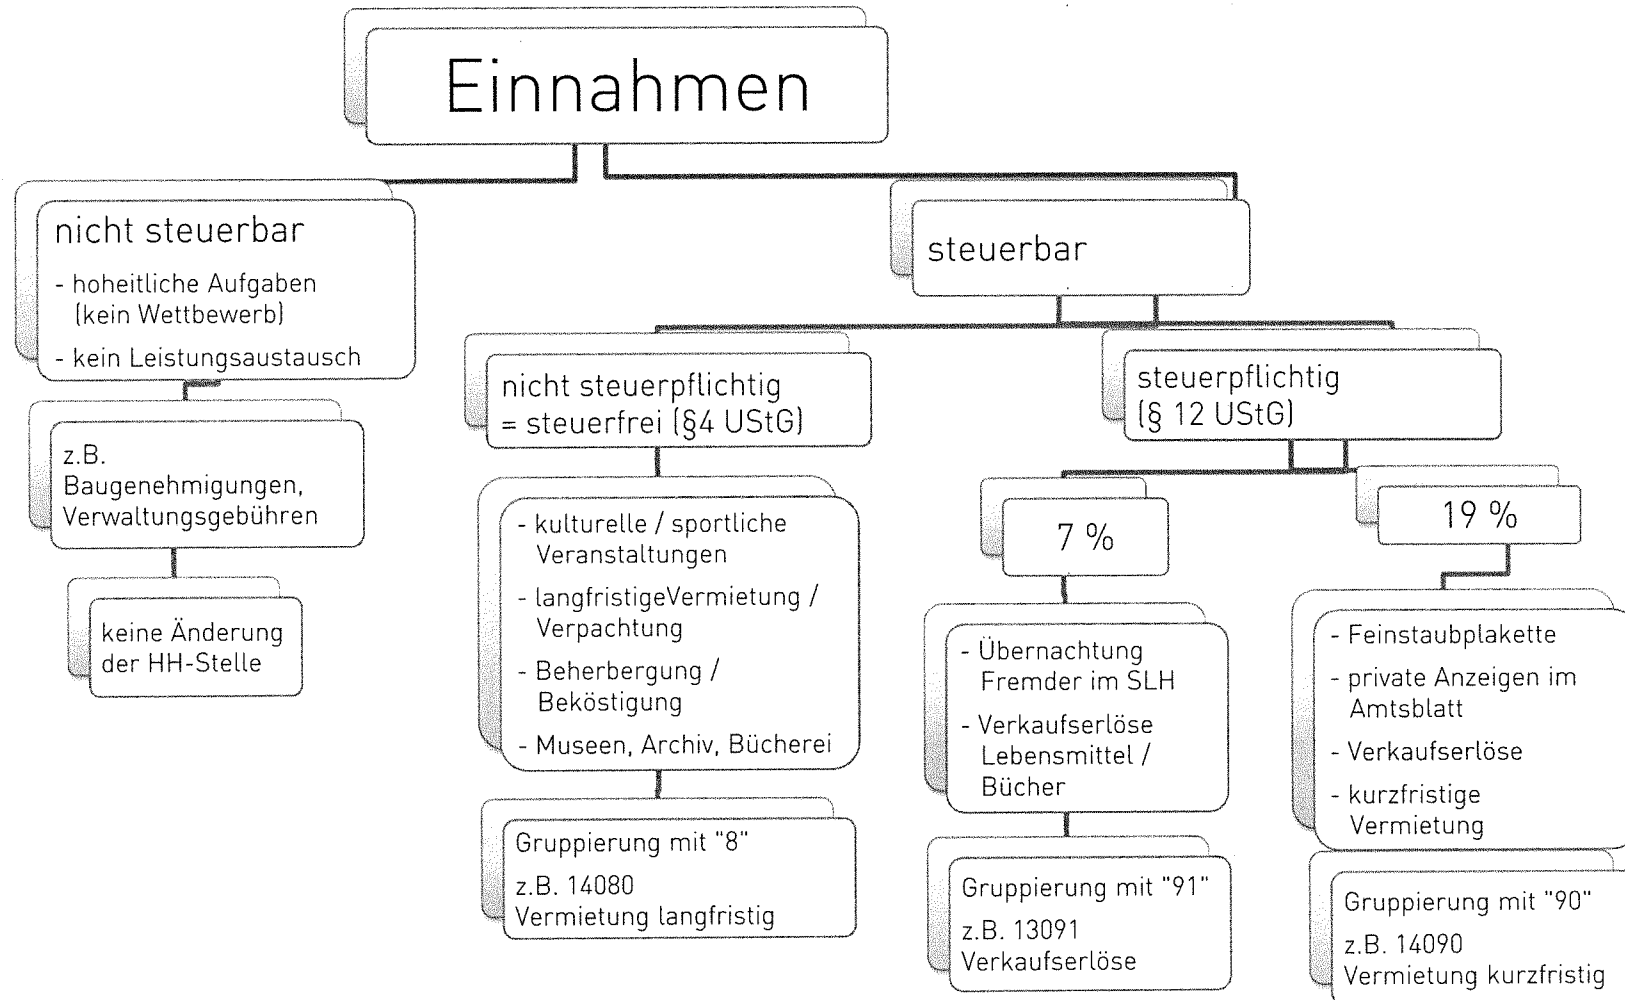 Einnahmen
nicht steuerbar
- hoheitliche Aufgaben
(kein Wettbewerb)
- kein Leistungsaustausch
z.B.
Baugenehmigungen,
Verwaltungsgebühren
keine Änderung
der HH-Stelle
steuerbar
nicht steuerpflichtig
= steuerfrei (§4 UStG)
- kulturelle / sportliche
Veranstaltungen
- langfristigeVermietung /
Verpachtung
- Beherbergung /
Beköstigung
- Museen, Archiv, Bücherei
Gruppierung mit "8"
z.B. 14080
Vermietung langfristig
steuerpflichtig
(§ 12 UStG)
7 %
- Übernachtung
Fremder im SLH
- Verkaufserlöse
Lebensmittel /
Bücher
Gruppierung mit "91"
z.B. 13091
Verkaufserlöse
19 %
- Feinstaubplakette
- private Anzeigen im
Amtsblatt
- Verkaufserlöse
- kurzfristige
Vermietung
Gruppierung mit "90"
z.B. 14090
Vermietung kurzfristig